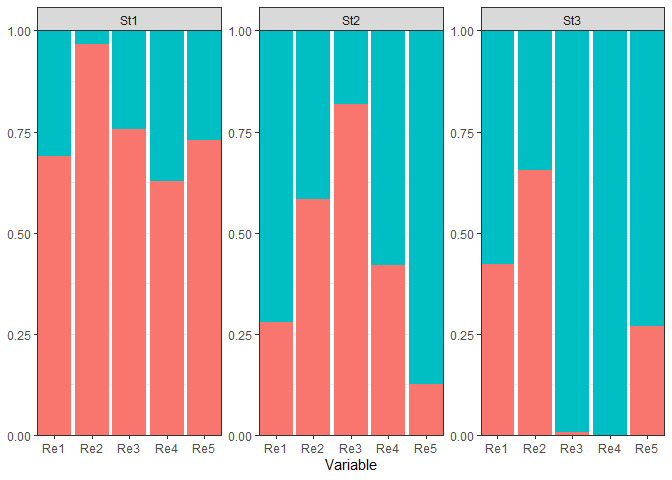 St1 St2 St3
1.00 1.00 1.00
0.75 0.75 0.75
0.50 0.50 0.50
0.25 0.25 0.25
0.00 0.00 0.00
Re1 Re2 Re3 Re4 Re5 Re1 Re2 Re3 Re4 Re5 Re1 Re2 Re3 Re4 Re5
Variable